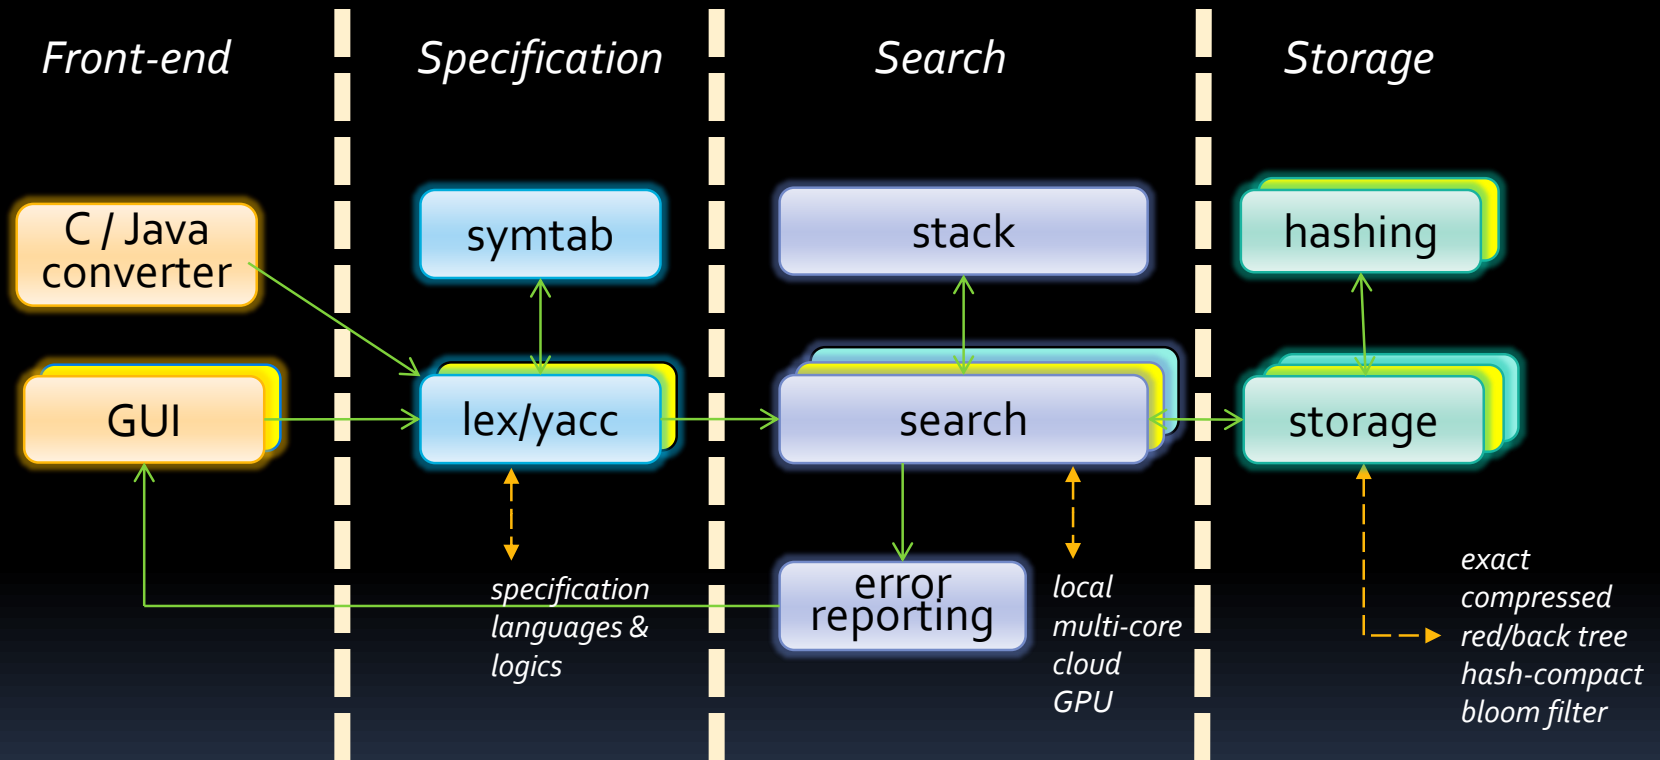 Front-end
Specification
Search
Storage
C / Java
converter
symtab
stack
hashing
GUI
lex/yacc
search
storage
error
reporting
specification
languages &
logics
local
multi-core
cloud
GPU
exact
compressed
red/back tree
hash-compact
bloom filter